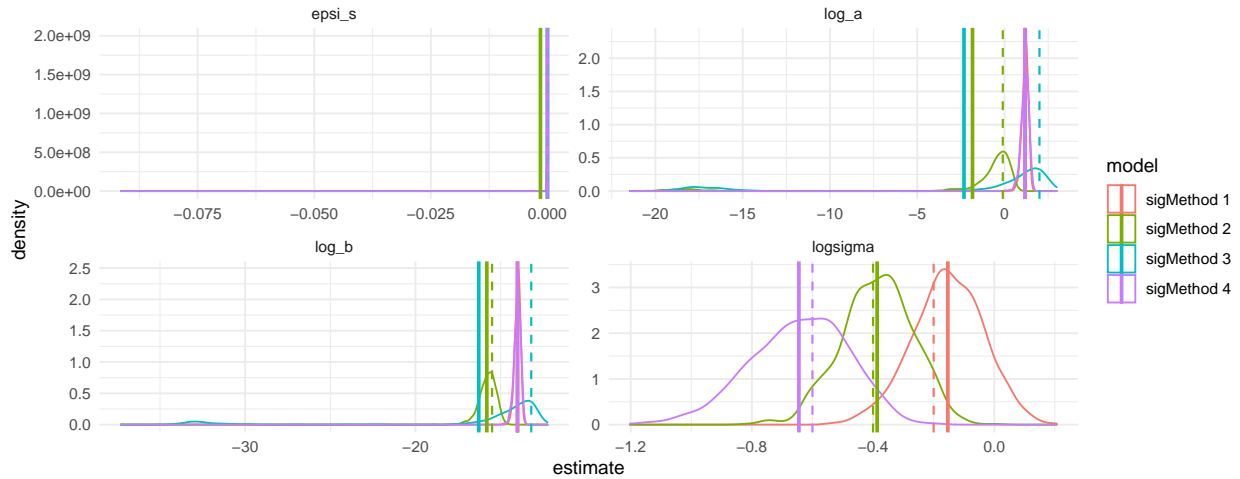 epsi_s
log_a
2.0e+09
1.5e+09
1.0e+09
5.0e+08
0.0e+00
−0.075
−0.050
−0.025
0.000
2.0
1.5
1.0
0.5
0.0
−20
−15
−10
−5
0
log_b
logsigma
2.5
2.0
1.5
1.0
0.5
0.0
−30
−20
3
2
1
0
−1.2
−0.8
−0.4
0.0
density
estimate
model
sigMethod 1
sigMethod 2
sigMethod 3
sigMethod 4